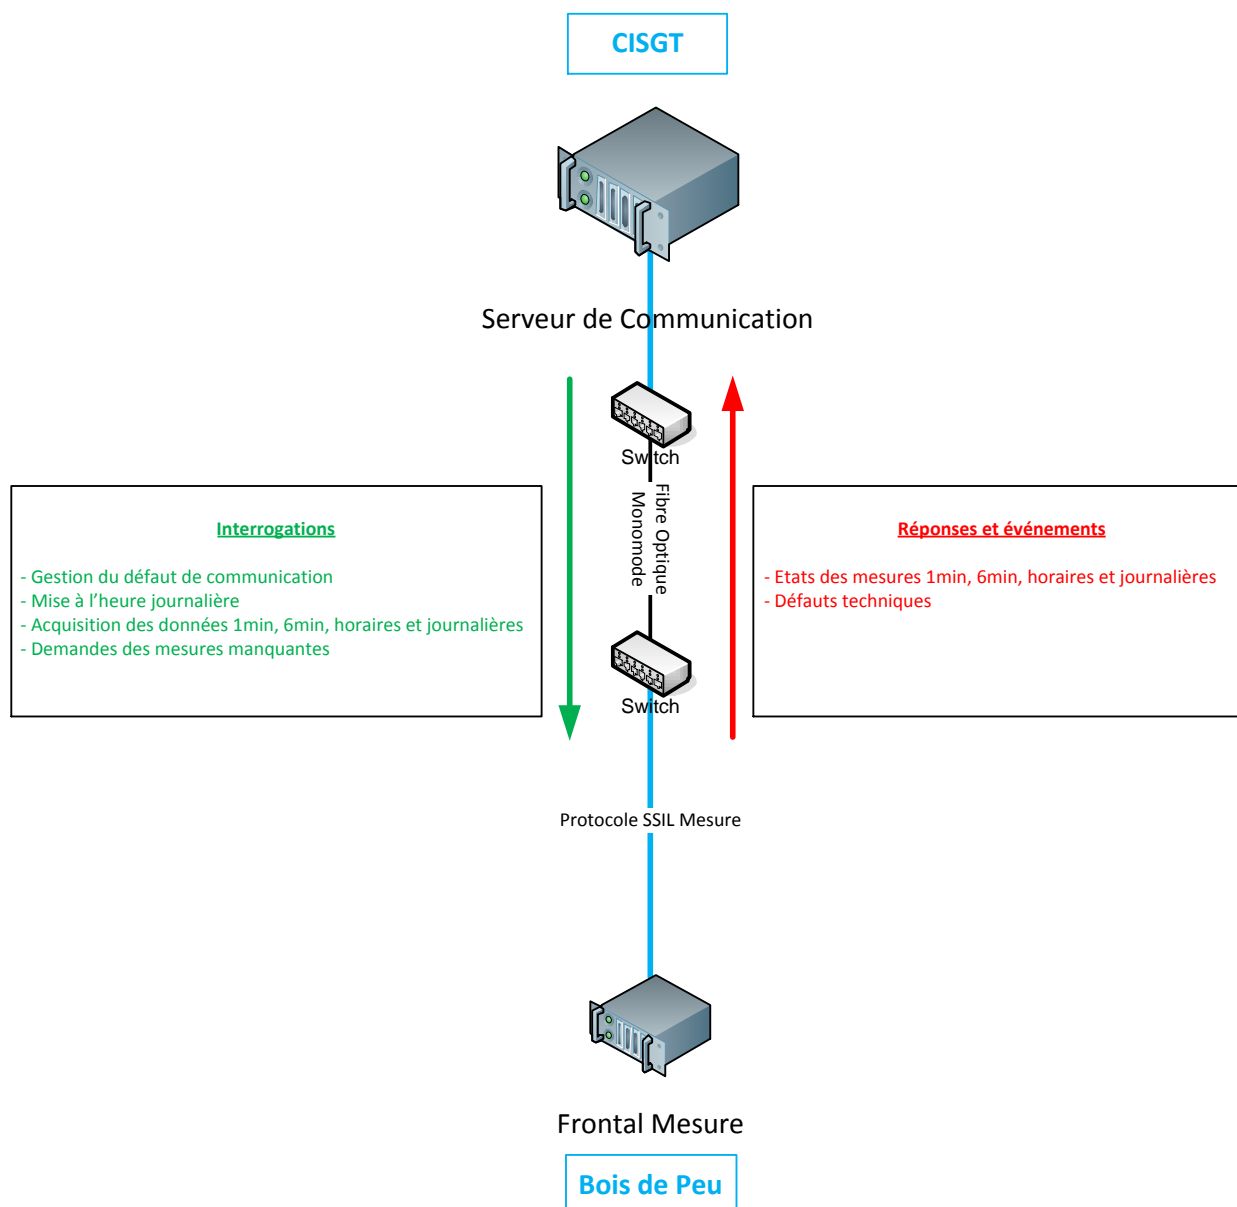 CISGT
Serveur de Communication
Switch
Fibre Optique
Monomode
Interrogations
- Gestion du défaut de communication
- Mise à l'heure journalière
- Acquisition des données 1min, 6min, horaires et journalières
- Demandes des mesures manquantes
Réponses et événements
- Etats des mesures 1min, 6min, horaires et journalières
- Défauts techniques
Switch
Protocole SSIL Mesure
Frontal Mesure
Bois de Peu